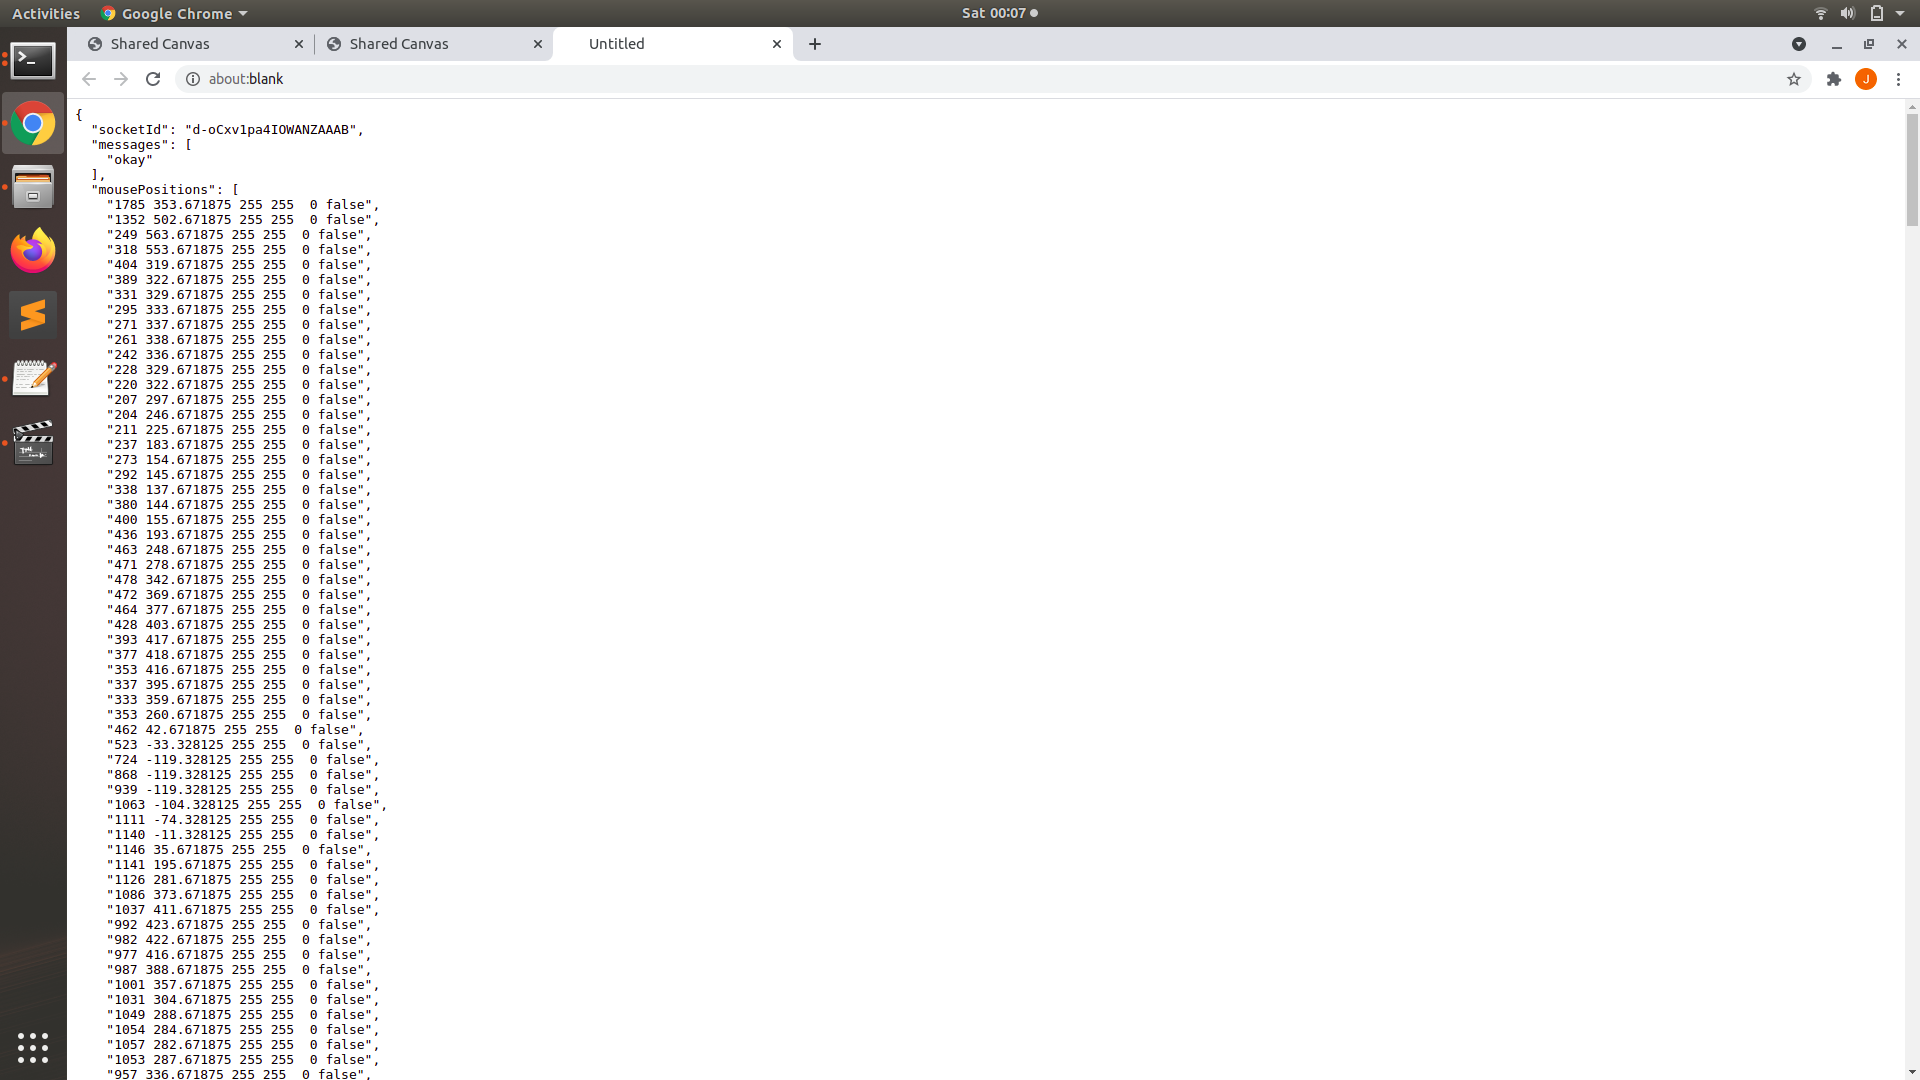 Activities Google Chrome Sat 00:07
Shared Canvas Shared Canvas Untitled
about:blank J
{
"socketId": "d-oCxv1pa4IOWANZAAAB",
"messages": [
"okay"
],
"mousePositions": [
"1785 353.671875 255 255  0 false",
"1352 502.671875 255 255  0 false",
"249 563.671875 255 255  0 false",
"318 553.671875 255 255  0 false",
"404 319.671875 255 255  0 false",
"389 322.671875 255 255  0 false",
"331 329.671875 255 255  0 false",
"295 333.671875 255 255  0 false",
"271 337.671875 255 255  0 false",
"261 338.671875 255 255  0 false",
"242 336.671875 255 255  0 false",
"228 329.671875 255 255  0 false",
"220 322.671875 255 255  0 false",
"207 297.671875 255 255  0 false",
"204 246.671875 255 255  0 false",
"211 225.671875 255 255  0 false",
"237 183.671875 255 255  0 false",
"273 154.671875 255 255  0 false",
"292 145.671875 255 255  0 false",
"338 137.671875 255 255  0 false",
"380 144.671875 255 255  0 false",
"400 155.671875 255 255  0 false",
"436 193.671875 255 255  0 false",
"463 248.671875 255 255  0 false",
"471 278.671875 255 255  0 false",
"478 342.671875 255 255  0 false",
"472 369.671875 255 255  0 false",
"464 377.671875 255 255  0 false",
"428 403.671875 255 255  0 false",
"393 417.671875 255 255  0 false",
"377 418.671875 255 255  0 false",
"353 416.671875 255 255  0 false",
"337 395.671875 255 255  0 false",
"333 359.671875 255 255  0 false",
"353 260.671875 255 255  0 false",
"462 42.671875 255 255  0 false",
"523 -33.328125 255 255  0 false",
"724 -119.328125 255 255  0 false",
"868 -119.328125 255 255  0 false",
"939 -119.328125 255 255  0 false",
"1063 -104.328125 255 255  0 false",
"1111 -74.328125 255 255  0 false",
"1140 -11.328125 255 255  0 false",
"1146 35.671875 255 255  0 false",
"1141 195.671875 255 255  0 false",
"1126 281.671875 255 255  0 false",
"1086 373.671875 255 255  0 false",
"1037 411.671875 255 255  0 false",
"992 423.671875 255 255  0 false",
"982 422.671875 255 255  0 false",
"977 416.671875 255 255  0 false",
"987 388.671875 255 255  0 false",
"1001 357.671875 255 255  0 false",
"1031 304.671875 255 255  0 false",
"1049 288.671875 255 255  0 false",
"1054 284.671875 255 255  0 false",
"1057 282.671875 255 255  0 false",
"1053 287.671875 255 255  0 false",
"957 336.671875 255 255  0 false",